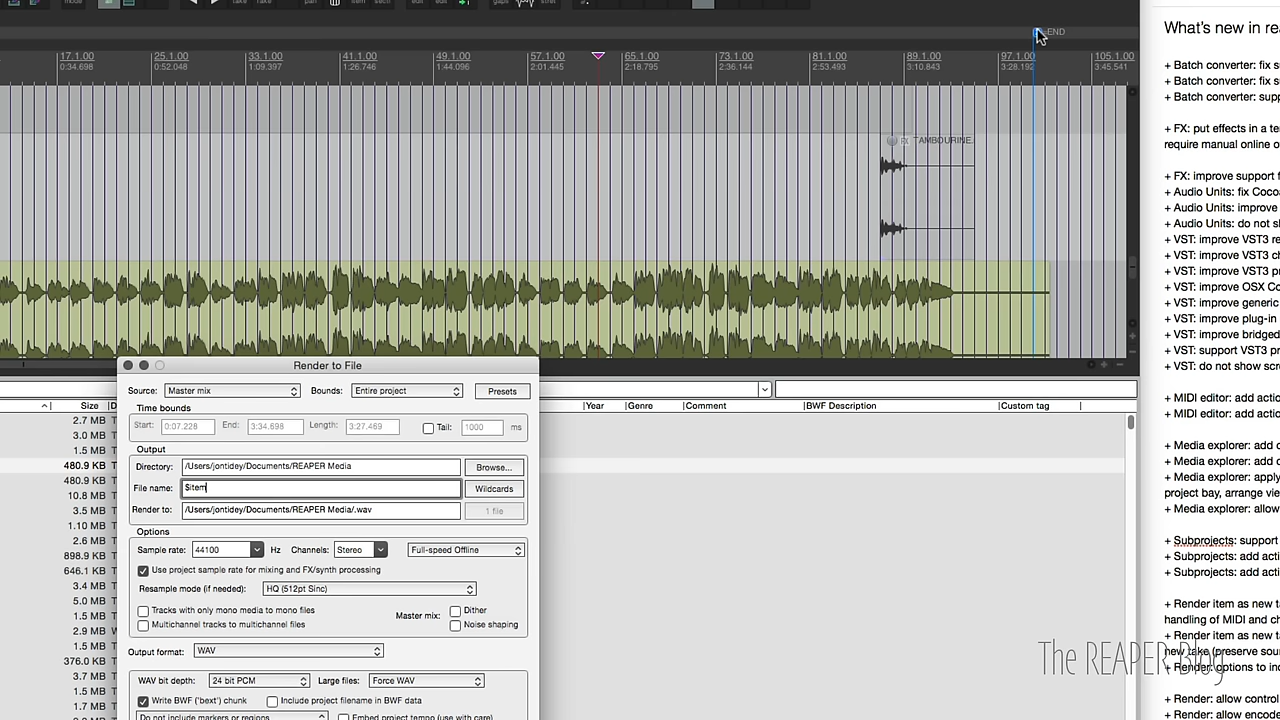 What's new in rea
END
17.1.00 25.1.00 33.1.00 41.1.00 49.1.00 57.1.00 65.1.00 73.1.00 81.1.00 89.1.00 97.1.00 105.1.00
0:34.698 0:52.048 1:09.397 1:26.746 1:44.096 2:01.445 2:18.795 2:36.144 2:53.493 3:10.843 3:28.192 3:45.541
FX TAMBOURINE.
+ Batch converter: fix s
+ Batch converter: fix s
+ Batch converter: supp
+ FX: put effects in a te
require manual online o
+ FX: improve support f
+ Audio Units: fix Cocoa
+ Audio Units: improve
+ Audio Units: do not sh
+ VST: improve VST3 re
+ VST: improve VST3 ch
+ VST: improve VST3 pr
+ VST: improve OSX Co
+ VST: improve generic
+ VST: improve plug-in
+ VST: improve bridged
+ VST: support VST3 pr
+ VST: do not show scre
+ MIDI editor: add actio
+ MIDI editor: add actio
+ Media explorer: add o
+ Media explorer: add c
+ Media explorer: apply
project bay, arrange vie
+ Media explorer: allow
+ Subprojects: support
+ Subprojects: add actio
+ Subprojects: add actio
+ Render item as new ta
handling of MIDI and ch
+ Render item as new ta
new take (preserve sour
+ Render: options to inc
+ Render: allow control
+ Render: allow encode
Render to File
Source: Master mix Bounds: Entire project Presets
Time bounds
Start: 0:07.228 End: 3:34.698 Length: 3:27.469 Tail: 1000 ms
Output
Directory: /Users/jontidey/Documents/REAPER Media Browse...
File name: $item Wildcards
Render to: /Users/jontidey/Documents/REAPER Media/.wav 1 file
Options
Sample rate: 44100 Hz Channels: Stereo Full-speed Offline
Use project sample rate for mixing and FX/synth processing
Resample mode (if needed): HQ (512pt Sinc)
Tracks with only mono media to mono files Master mix: Dither
Multichannel tracks to multichannel files Noise shaping
Output format: WAV
WAV bit depth: 24 bit PCM Large files: Force WAV
Write BWF ('bext') chunk Include project filename in BWF data
Do not include markers or regions Embed project tempo (use with care)
Size D Year Genre Comment BWF Description Custom tag
2.7 MB T
3.0 MB T
1.5 MB T
480.9 KB T
480.9 KB T
10.8 MB T
3.5 MB T
1.10 MB T
2.6 MB T
898.9 KB T
646.1 KB T
3.4 MB T
5.0 MB T
1.5 MB T
2.9 MB W
1.5 MB T
376.0 KB T
3.7 MB T
1.5 MB T
1.7 MB T
The REAPER Blog